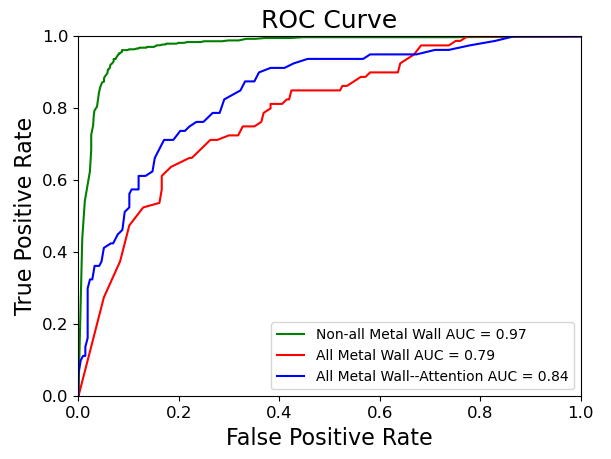 ROC Curve
1.0
0.8
0.6
0.4
0.2
0.0
True Positive Rate
Non-all Metal Wall AUC = 0.97
All Metal Wall AUC = 0.79
All Metal Wall--Attention AUC = 0.84
0.0 0.2 0.4 0.6 0.8 1.0
False Positive Rate